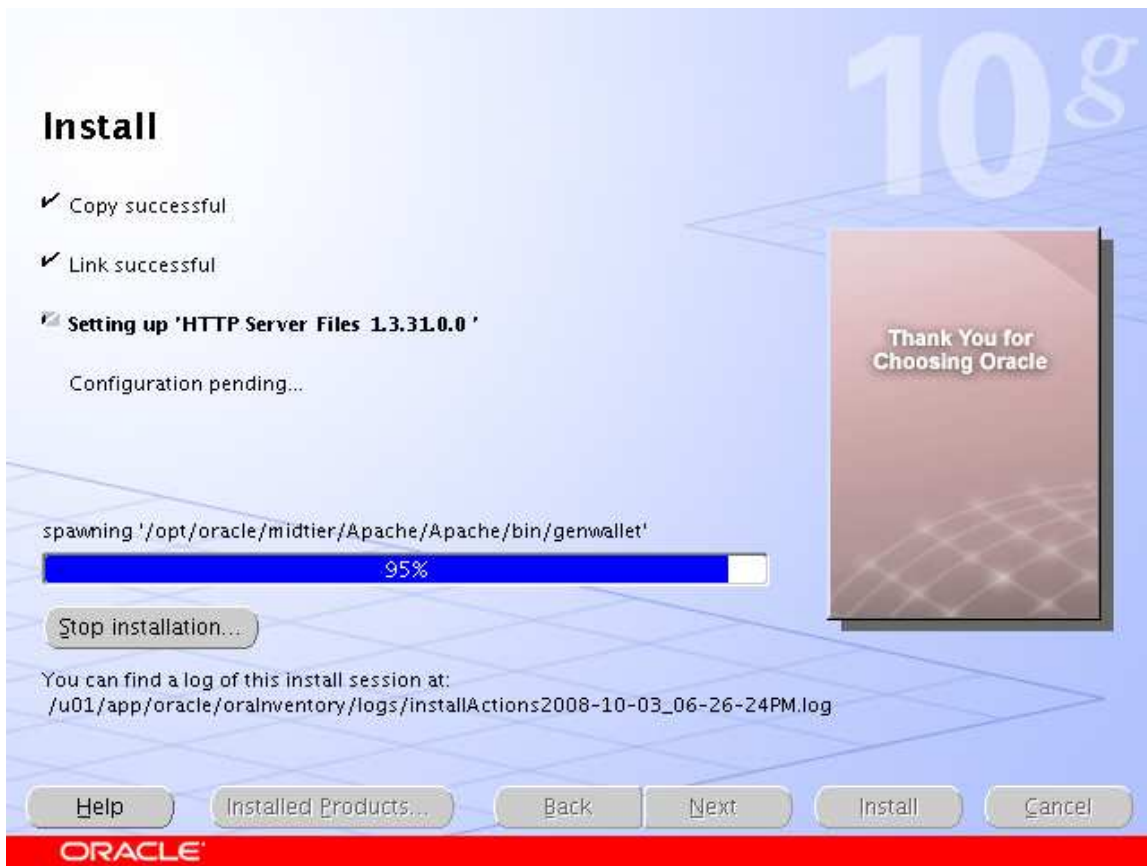 10g
Install
Copy successful
Link successful
Setting up 'HTTP Server Files 1.3.31.0.0 '
Configuration pending...
Thank You for
Choosing Oracle
spawning '/opt/oracle/midtier/Apache/Apache/bin/genwallet'
95%
Stop installation...
You can find a log of this install session at:
/u01/app/oracle/oraInventory/logs/installActions2008-10-03_06-26-24PM.log
Help Installed Products... Back Next Install Cancel
ORACLE